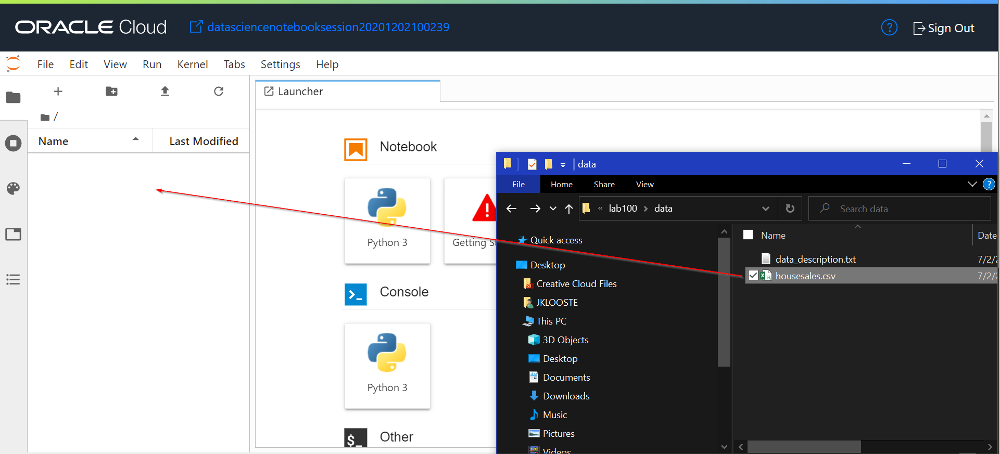 ORACLE Cloud
datasciencenotebooksession20201202100239
? Sign Out
File Edit View Run Kernel Tabs Settings Help
Launcher
/
Name Last Modified
Notebook
Python 3
Getting S
Console
Python 3
$_ Other
data
File Home Share View ?
« lab100 > data
Search data
Quick access
Desktop
Creative Cloud Files
JKLOOSTE
This PC
3D Objects
Desktop
Documents
Downloads
Music
Pictures
Videos
Name Date
data_description.txt 7/2/2
housesales.csv 7/2/2